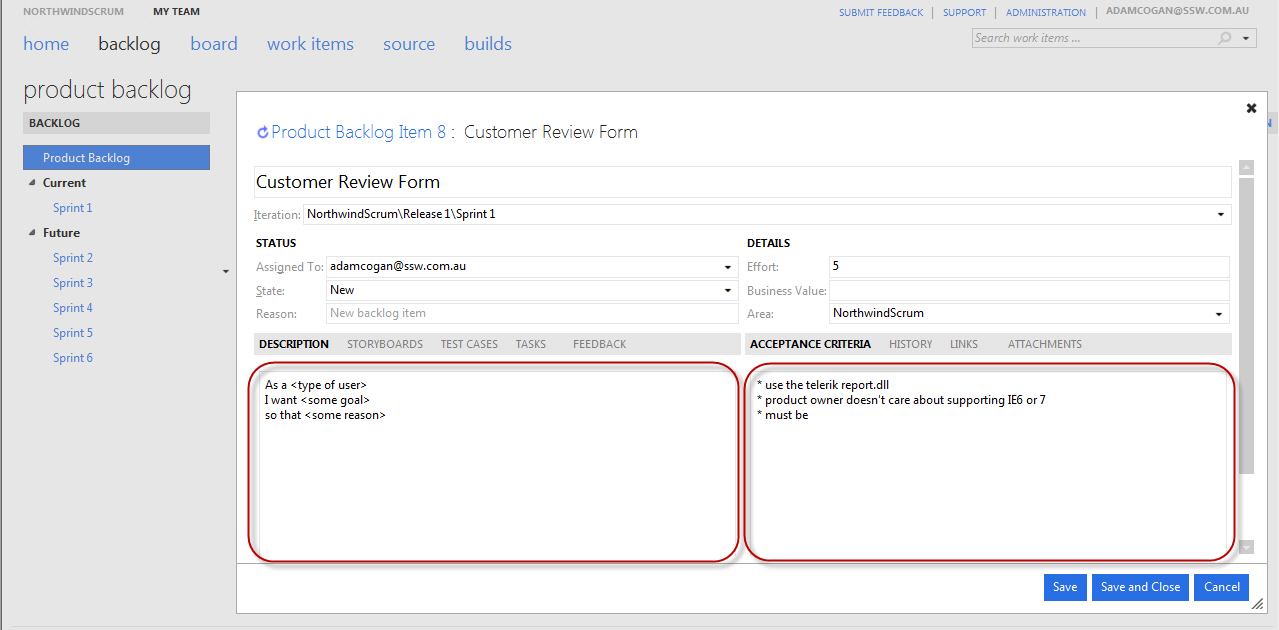 NORTHWINDSCRUM MY TEAM
SUBMIT FEEDBACK | SUPPORT | ADMINISTRATION | ADAMCOGAN@SSW.COM.AU
home backlog board work items source builds
Search work items ...
product backlog
BACKLOG
Product Backlog
Current
Sprint 1
Future
Sprint 2
Sprint 3
Sprint 4
Sprint 5
Sprint 6
Product Backlog Item 8 : Customer Review Form
Customer Review Form
Iteration: NorthwindScrum\Release 1\Sprint 1
STATUS
Assigned To: adamcogan@ssw.com.au
State: New
Reason: New backlog item
DETAILS
Effort: 5
Business Value:
Area: NorthwindScrum
DESCRIPTION STORYBOARDS TEST CASES TASKS FEEDBACK
As a <type of user>
I want <some goal>
so that <some reason>
ACCEPTANCE CRITERIA HISTORY LINKS ATTACHMENTS
* use the telerik report.dll
* product owner doesn't care about supporting IE6 or 7
* must be
Save Save and Close Cancel